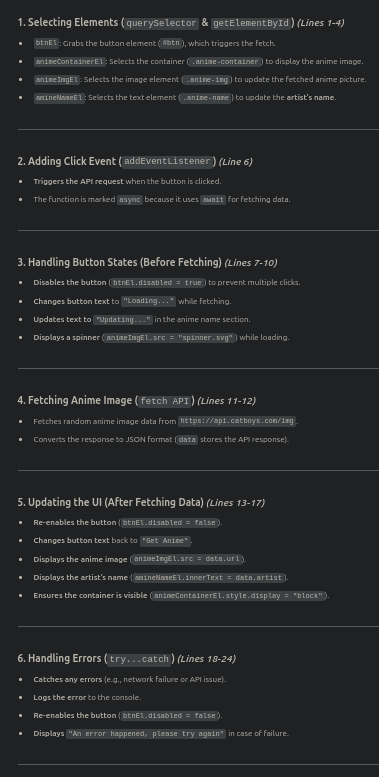 1. Selecting Elements (querySelector & getElementById) (Lines 1-4)
• btnEl: Grabs the button element (#btn), which triggers the fetch.
• animeContainerEl: Selects the container (.anime-container) to display the anime image.
• animeImgEl: Selects the image element (.anime-img) to update the fetched anime picture.
• amineNameEl: Selects the text element (.anime-name) to update the artist's name.
2. Adding Click Event (addEventListener) (Line 6)
• Triggers the API request when the button is clicked.
• The function is marked async because it uses await for fetching data.
3. Handling Button States (Before Fetching) (Lines 7-10)
• Disables the button (btnEl.disabled = true) to prevent multiple clicks.
• Changes button text to "Loading..." while fetching.
• Updates text to "Updating..." in the anime name section.
• Displays a spinner (animeImgEl.src = "spinner.svg") while loading.
4. Fetching Anime Image (fetch API) (Lines 11-12)
• Fetches random anime image data from https://api.catboys.com/img.
• Converts the response to JSON format (data stores the API response).
5. Updating the UI (After Fetching Data) (Lines 13-17)
• Re-enables the button (btnEl.disabled = false).
• Changes button text back to "Get Anime".
• Displays the anime image (animeImgEl.src = data.url).
• Displays the artist's name (amineNameEl.innerText = data.artist).
• Ensures the container is visible (animeContainerEl.style.display = "block").
6. Handling Errors (try...catch) (Lines 18-24)
• Catches any errors (e.g., network failure or API issue).
• Logs the error to the console.
• Re-enables the button (btnEl.disabled = false).
• Displays "An error happened, please try again" in case of failure.